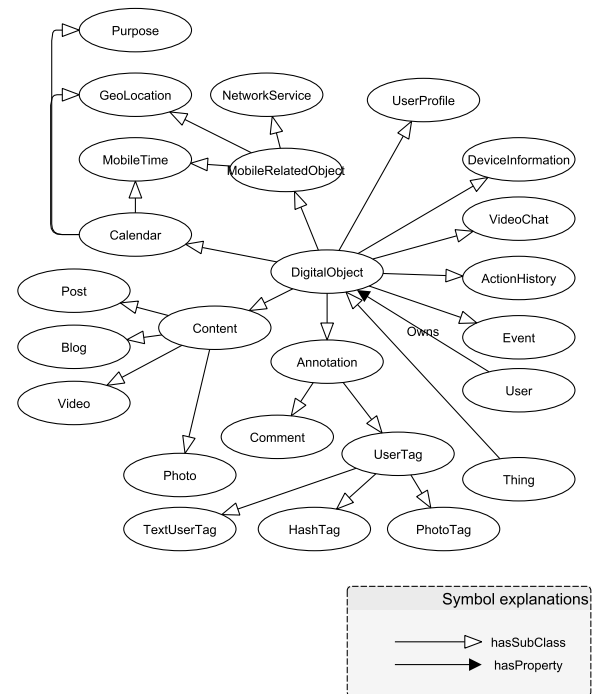 Purpose
GeoLocation
NetworkService
UserProfile
MobileTime
MobileRelatedObject
DeviceInformation
VideoChat
Calendar
DigitalObject
ActionHistory
Post
Content
Owns
Event
Blog
Annotation
User
Video
Comment
UserTag
Photo
Thing
TextUserTag
HashTag
PhotoTag
Symbol explanations
hasSubClass
hasProperty